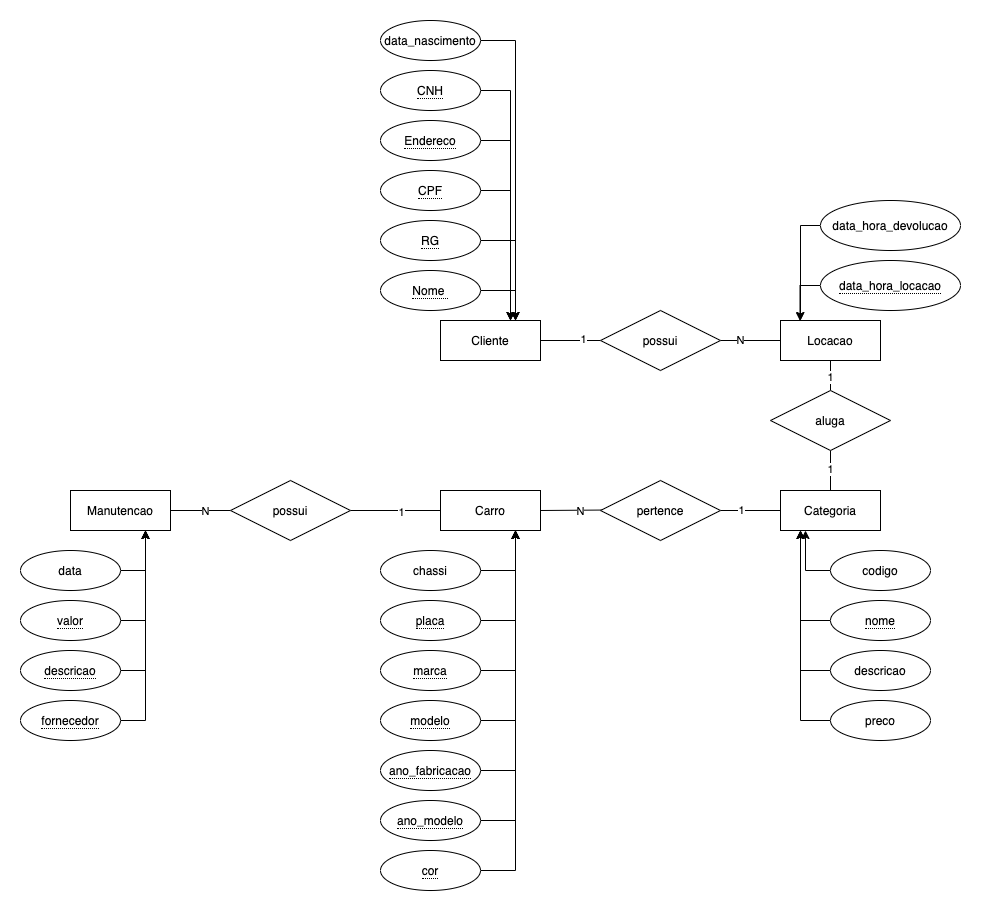 data_nascimento
CNH
Endereco
CPF
RG
Nome
data_hora_devolucao
data_hora_locacao
Cliente
1
possui
N
Locacao
1
aluga
1
Manutencao
N
possui
1
Carro
N
pertence
1
Categoria
data
valor
descricao
fornecedor
chassi
placa
marca
modelo
ano_fabricacao
ano_modelo
cor
codigo
nome
descricao
preco